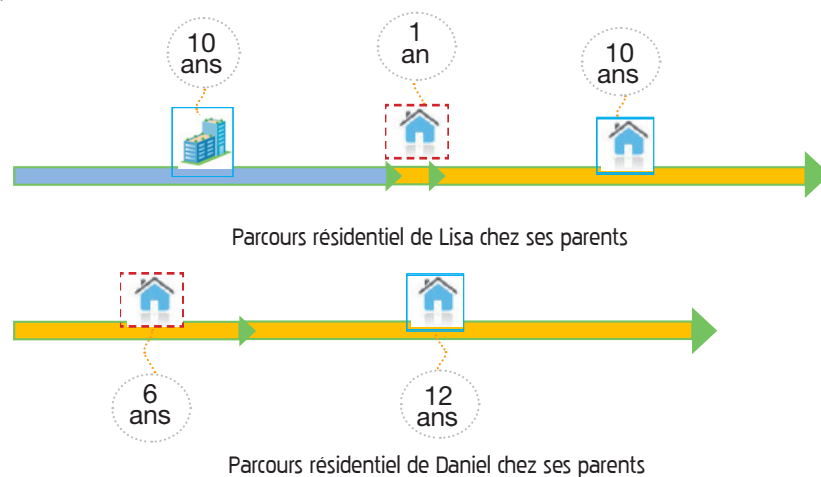 10
ans
1
an
10
ans
Parcours résidentiel de Lisa chez ses parents
6
ans
12
ans
Parcours résidentiel de Daniel chez ses parents